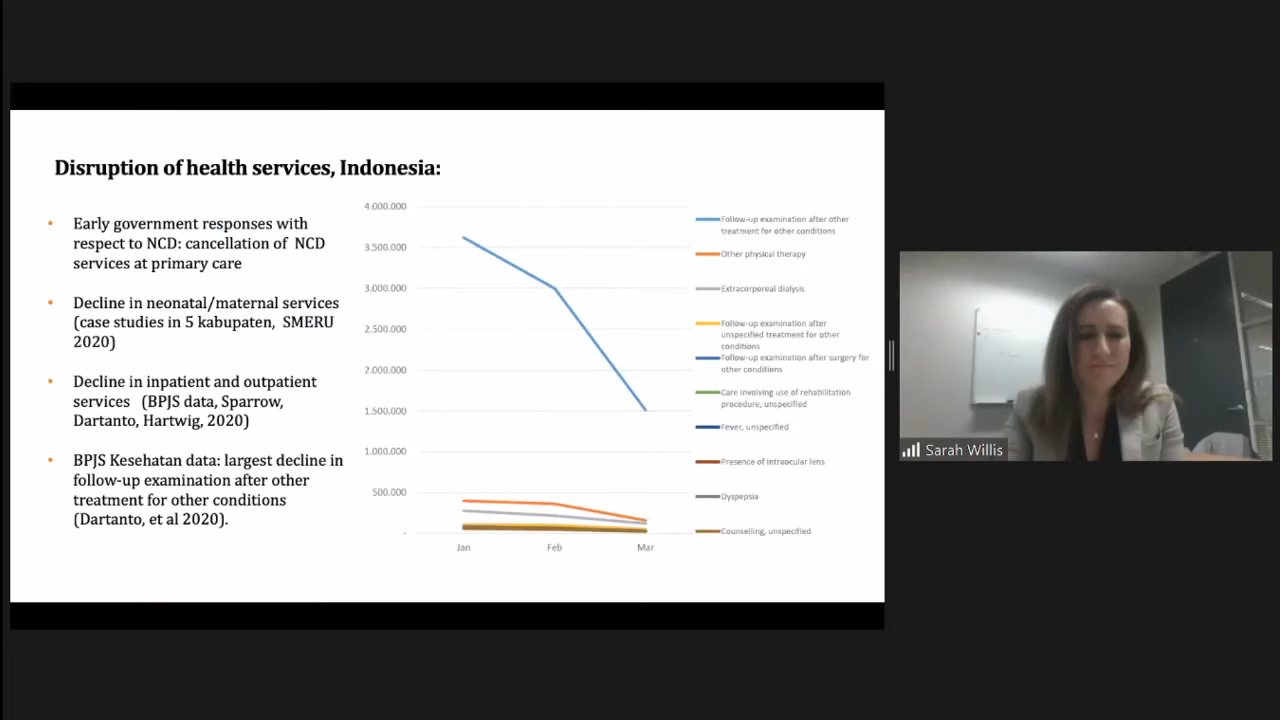 Disruption of health services, Indonesia:
• Early government responses with
respect to NCD: cancellation of NCD
services at primary care
• Decline in neonatal/maternal services
(case studies in 5 kabupaten, SMERU
2020)
• Decline in inpatient and outpatient
services (BPJS data, Sparrow,
Dartanto, Hartwig, 2020)
• BPJS Kesehatan data: largest decline in
follow-up examination after other
treatment for other conditions
(Dartanto, et al 2020).
4.000.000
3,500.000
3,000.000
2.500.000
2.000.000
1.500.000
1.000.000
500.000
-
Jan
Feb
Mar
Follow-up examination after other
treatment for other conditions
Other physical therapy
Extracorporeal dialysis
Follow-up examination after
unspecified treatment for other
conditions
Follow-up examination after surgery for
other conditions
Care involving use of rehabilitation
procedure, unspecified
Fever, unspecified
Presence of intraocular lens
Dyspepsia
Counselling, unspecified
Sarah Willis